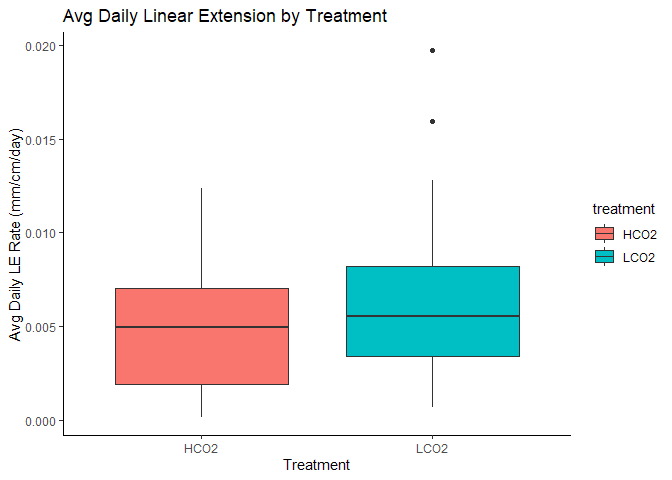 Avg Daily Linear Extension by Treatment
Avg Daily LE Rate (mm/cm/day)
0.020
0.015
0.010
0.005
0.000
HCO2
LCO2
Treatment
treatment
HCO2
LCO2